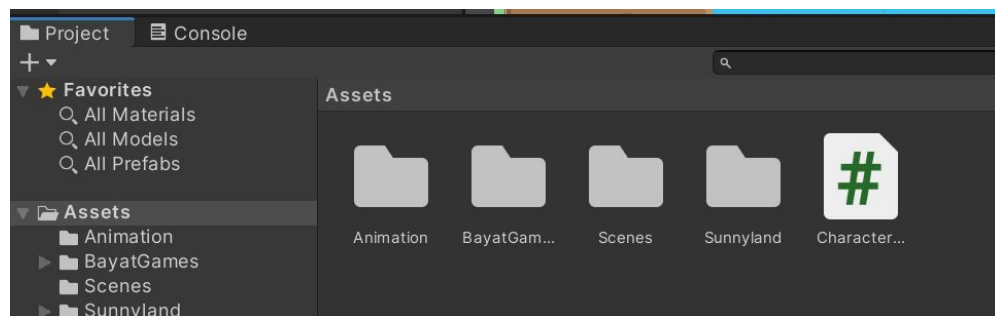 Project Console
Favorites
All Materials
All Models
All Prefabs
Assets
Animation
BayatGames
Scenes
Sunnyland
Assets
Animation BayatGam... Scenes Sunnyland Character...